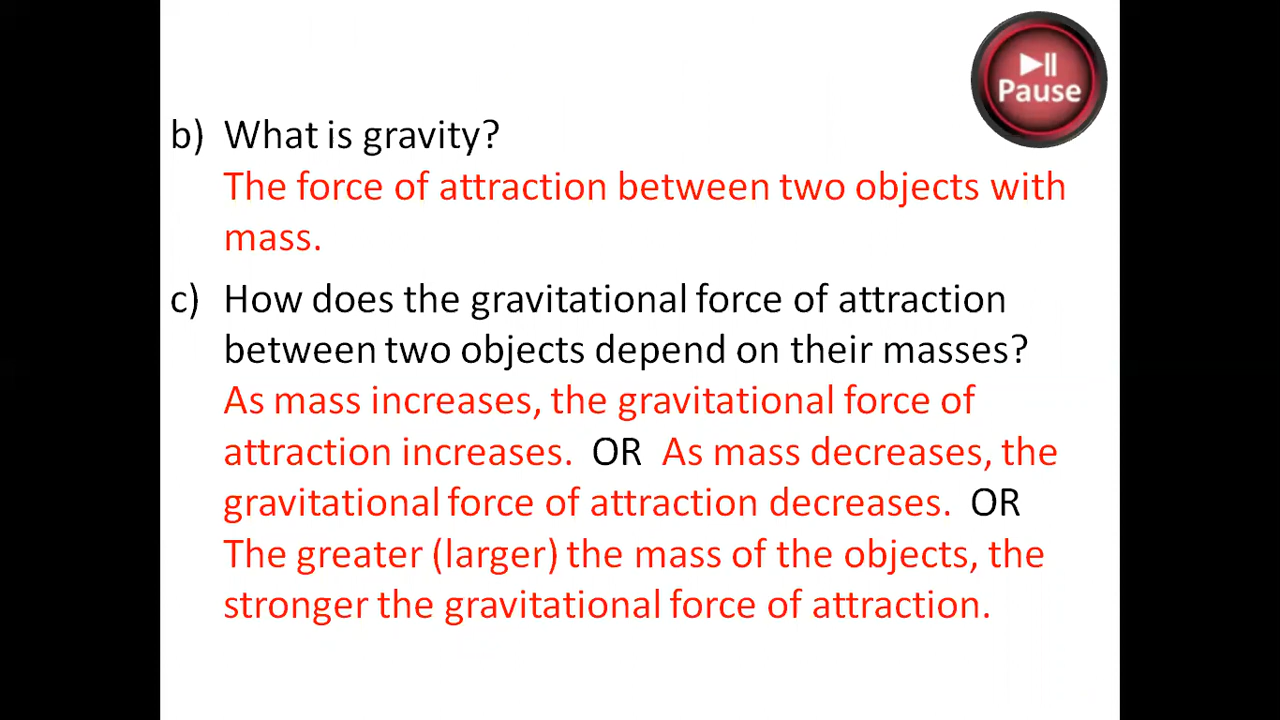 Pause
b) What is gravity?
The force of attraction between two objects with
mass.
c) How does the gravitational force of attraction
between two objects depend on their masses?
As mass increases, the gravitational force of
attraction increases. OR As mass decreases, the
gravitational force of attraction decreases. OR
The greater (larger) the mass of the objects, the
stronger the gravitational force of attraction.